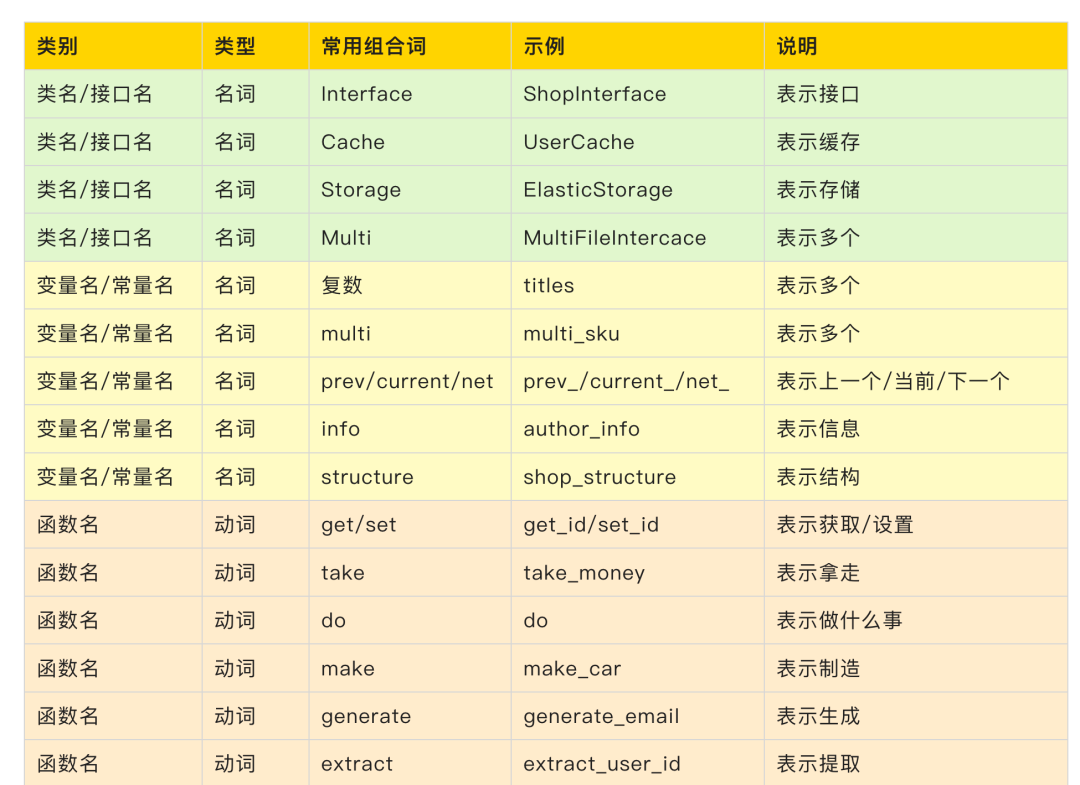 类别 类型 常用组合词 示例 说明
类名/接口名 名词 Interface ShopInterface 表示接口
类名/接口名 名词 Cache UserCache 表示缓存
类名/接口名 名词 Storage ElasticStorage 表示存储
类名/接口名 名词 Multi MultiFileIntercace 表示多个
变量名/常量名 名词 复数 titles 表示多个
变量名/常量名 名词 multi multi_sku 表示多个
变量名/常量名 名词 prev/current/net prev_/current_/net_ 表示上一个/当前/下一个
变量名/常量名 名词 info author_info 表示信息
变量名/常量名 名词 structure shop_structure 表示结构
函数名 动词 get/set get_id/set_id 表示获取/设置
函数名 动词 take take_money 表示拿走
函数名 动词 do do 表示做什么事
函数名 动词 make make_car 表示制造
函数名 动词 generate generate_email 表示生成
函数名 动词 extract extract_user_id 表示提取